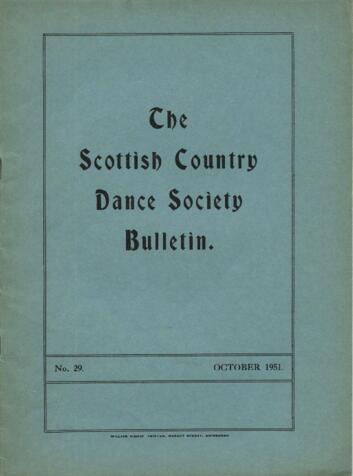 The
Scottish Country
Dance Society
Bulletin.
No. 29. OCTOBER 1951.